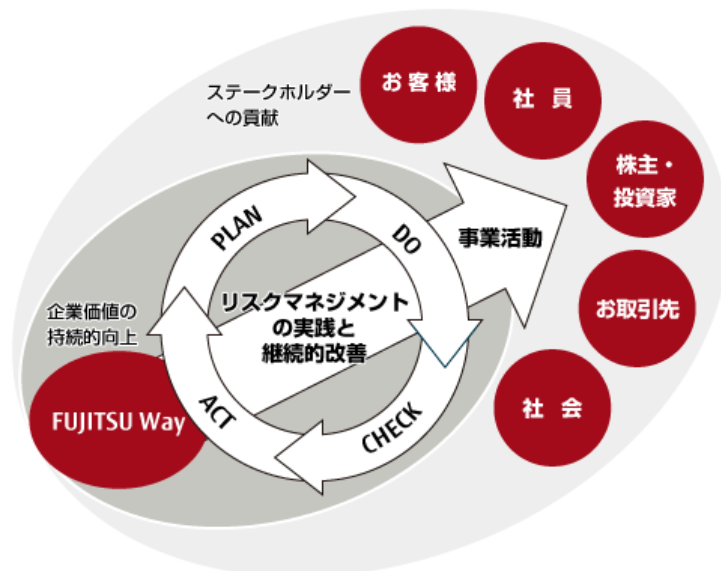 ステークホルダー
への貢献
お客様
社 員
株主・
投資家
お取引先
社 会
事業活動
PLAN
DO
CHECK
ACT
リスクマネジメント
の実践と
継続的改善
企業価値の
持続的向上
FUJITSU Way